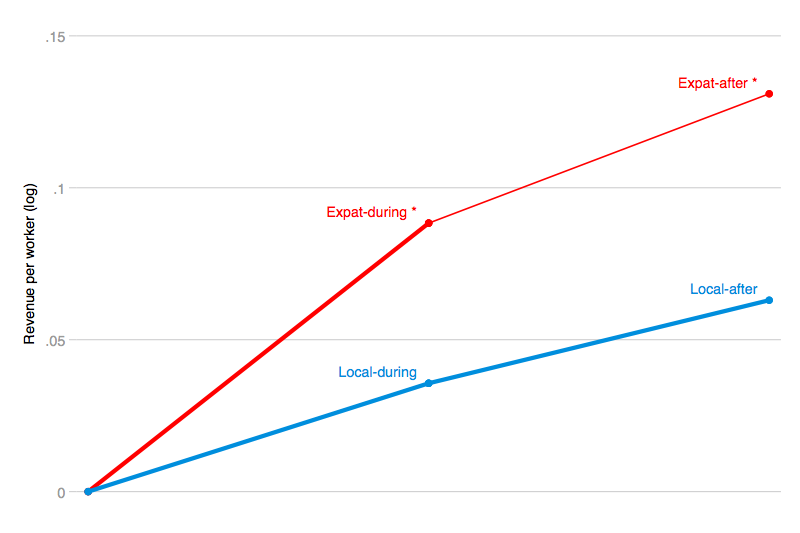 .15
Expat-after *
.1
Expat-during *
Revenue per worker (log)
Local-after
.05
Local-during
0